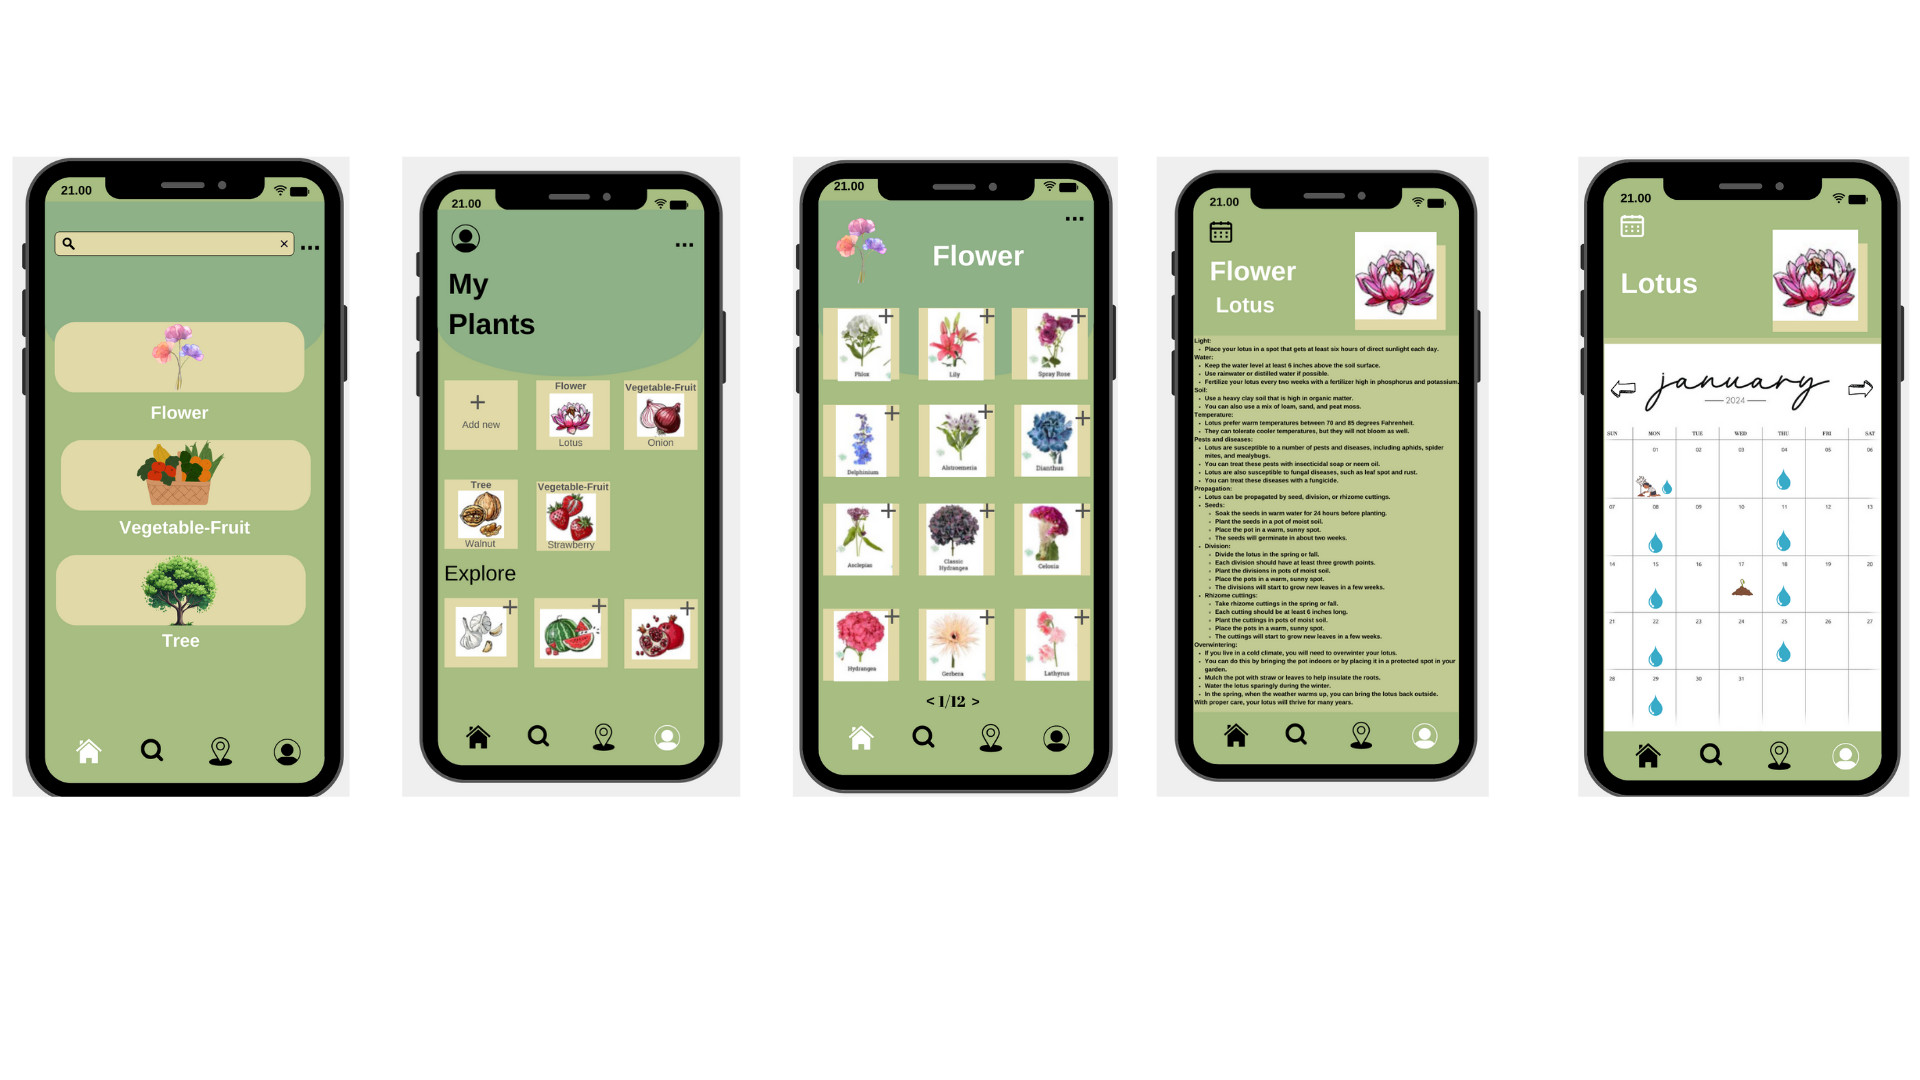 21.00
Flower
Vegetable-Fruit
Tree
21.00
My
Plants
+
Add new
Flower
Lotus
Vegetable-Fruit
Onion
Tree
Walnut
Vegetable-Fruit
Strawberry
Explore
21.00
Flower
Phlox
Lily
Spray Rose
Delphinium
Alstroemeria
Dianthus
Asclepias
Classic
Hydrangea
Celosia
Hydrangea
Gerbera
Lathyrus
< 1/12 >
21.00
Flower
Lotus
Light:
• Place your lotus in a spot that gets at least six hours of direct sunlight each day.
Water:
• Keep the water level at least 6 inches above the soil surface.
• Use rainwater or distilled water if possible.
• Fertilize your lotus every two weeks with a fertilizer high in phosphorus and potassium.
Soil:
• Use a heavy clay soil that is high in organic matter.
• You can also use a mix of loam, sand, and peat moss.
Temperature:
• Lotus prefer warm temperatures between 70 and 85 degrees Fahrenheit.
• They can tolerate cooler temperatures, but they will not bloom as well.
Pests and diseases:
• Lotus are susceptible to a number of pests and diseases, including aphids, spider
mites, and mealybugs.
• You can treat these pests with insecticidal soap or neem oil.
• Lotus are also susceptible to fungal diseases, such as leaf spot and rust.
• You can treat these diseases with a fungicide.
Propagation:
• Lotus can be propagated by seed, division, or rhizome cuttings.
• Seeds:
• Soak the seeds in warm water for 24 hours before planting.
• Plant the seeds in a pot of moist soil.
• Place the pot in a warm, sunny spot.
• The seeds will germinate in about two weeks.
• Division:
• Divide the lotus in the spring or fall.
• Each division should have at least three growth points.
• Plant the divisions in pots of moist soil.
• Place the pots in a warm, sunny spot.
• The divisions will start to grow new leaves in a few weeks.
• Rhizome cuttings:
• Take rhizome cuttings in the spring or fall.
• Each cutting should be at least 6 inches long.
• Plant the cuttings in pots of moist soil.
• Place the pots in a warm, sunny spot.
• The cuttings will start to grow new leaves in a few weeks.
Overwintering:
• If you live in a cold climate, you will need to overwinter your lotus.
• You can do this by bringing the pot indoors or by placing it in a protected spot in your
garden.
• Mulch the pot with straw or leaves to help insulate the roots.
• Water the lotus sparingly during the winter.
• In the spring, when the weather warms up, you can bring the lotus back outside.
With proper care, your lotus will thrive for many years.
21.00
Lotus
january
2024
SUN MON TUE WED THU FRI SAT
01 02 03 04 05 06
07 08 09 10 11 12 13
14 15 16 17 18 19 20
21 22 23 24 25 26 27
28 29 30 31